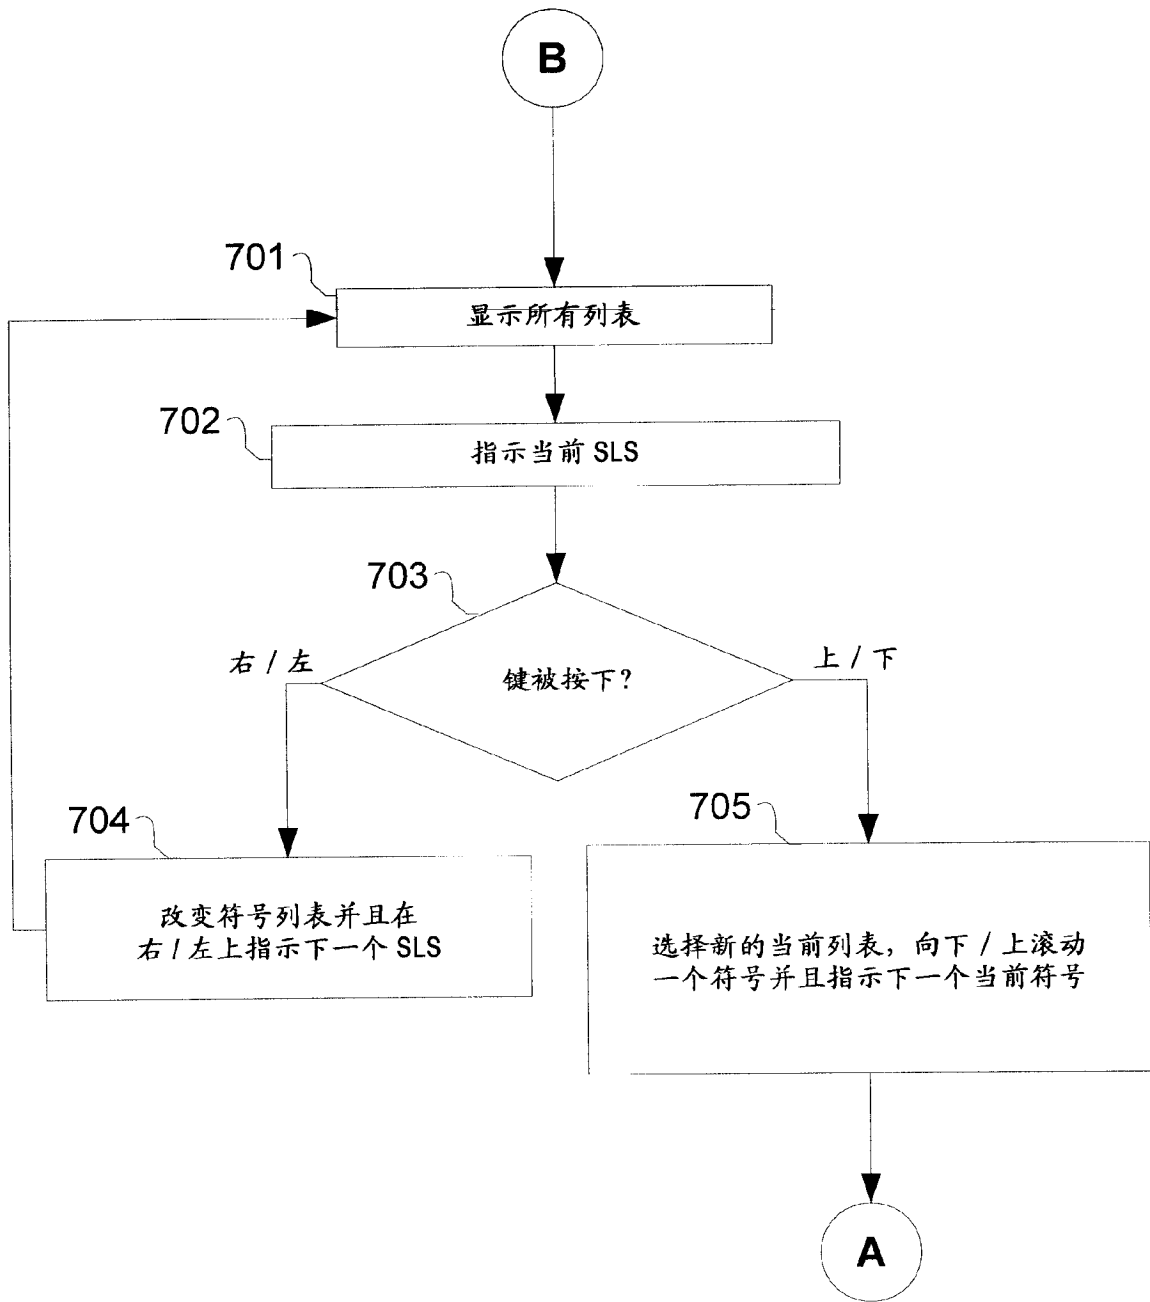 B
701
显示所有列表
702
指示当前 SLS
703
右 / 左
键被按下?
上 / 下
704
705
改变符号列表并且在
右 / 左上指示下一个 SLS
选择新的当前列表, 向下 / 上滚动
一个符号并且指示下一个当前符号
A